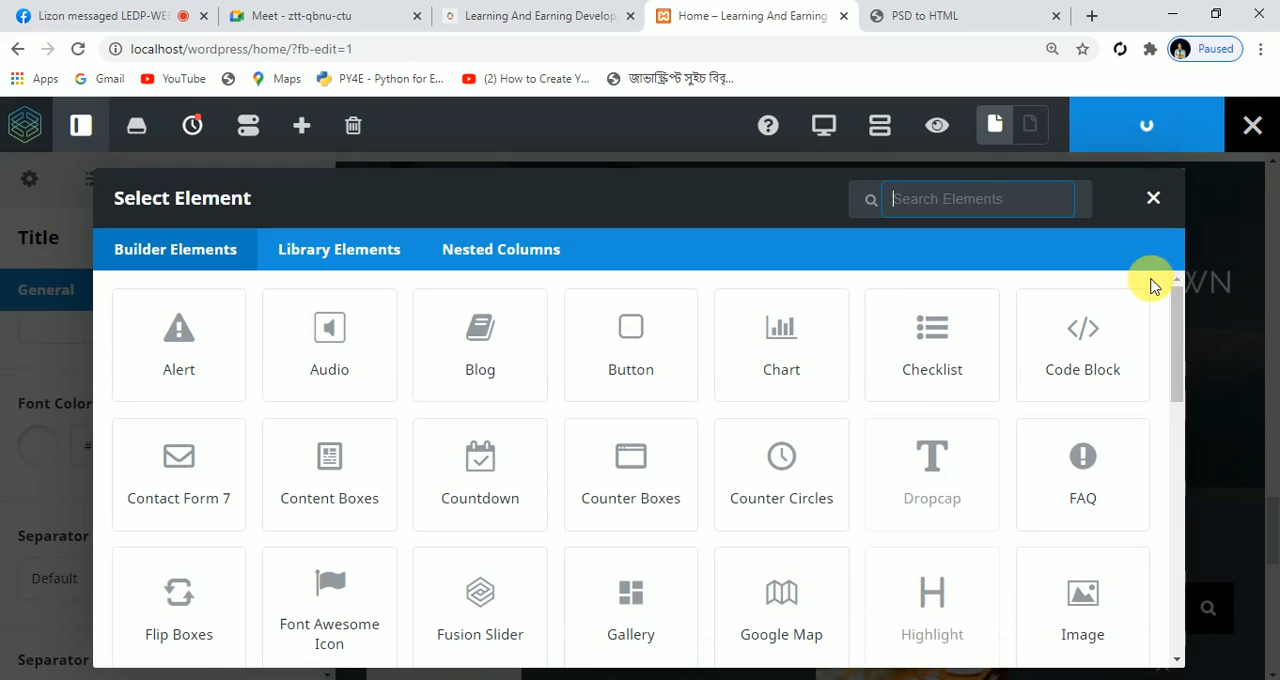 Lizon messaged LEDP-WEB
Meet - ztt-qbnu-ctu
Learning And Earning Develop
Home – Learning And Earning
PSD to HTML
localhost/wordpress/home/?fb-edit=1
Paused
Apps
Gmail
YouTube
Maps
PY4E - Python for E...
(2) How to Create Y...
জাভাস্ক্রিপ্ট সুইচ বিবৃ...
Select Element
Search Elements
Builder Elements
Library Elements
Nested Columns
Title
General
Font Color
#
Separator
Default
Separator
WN
Alert
Audio
Blog
Button
Chart
Checklist
Code Block
Contact Form 7
Content Boxes
Countdown
Counter Boxes
Counter Circles
Dropcap
FAQ
Flip Boxes
Font Awesome
Icon
Fusion Slider
Gallery
Google Map
Highlight
Image